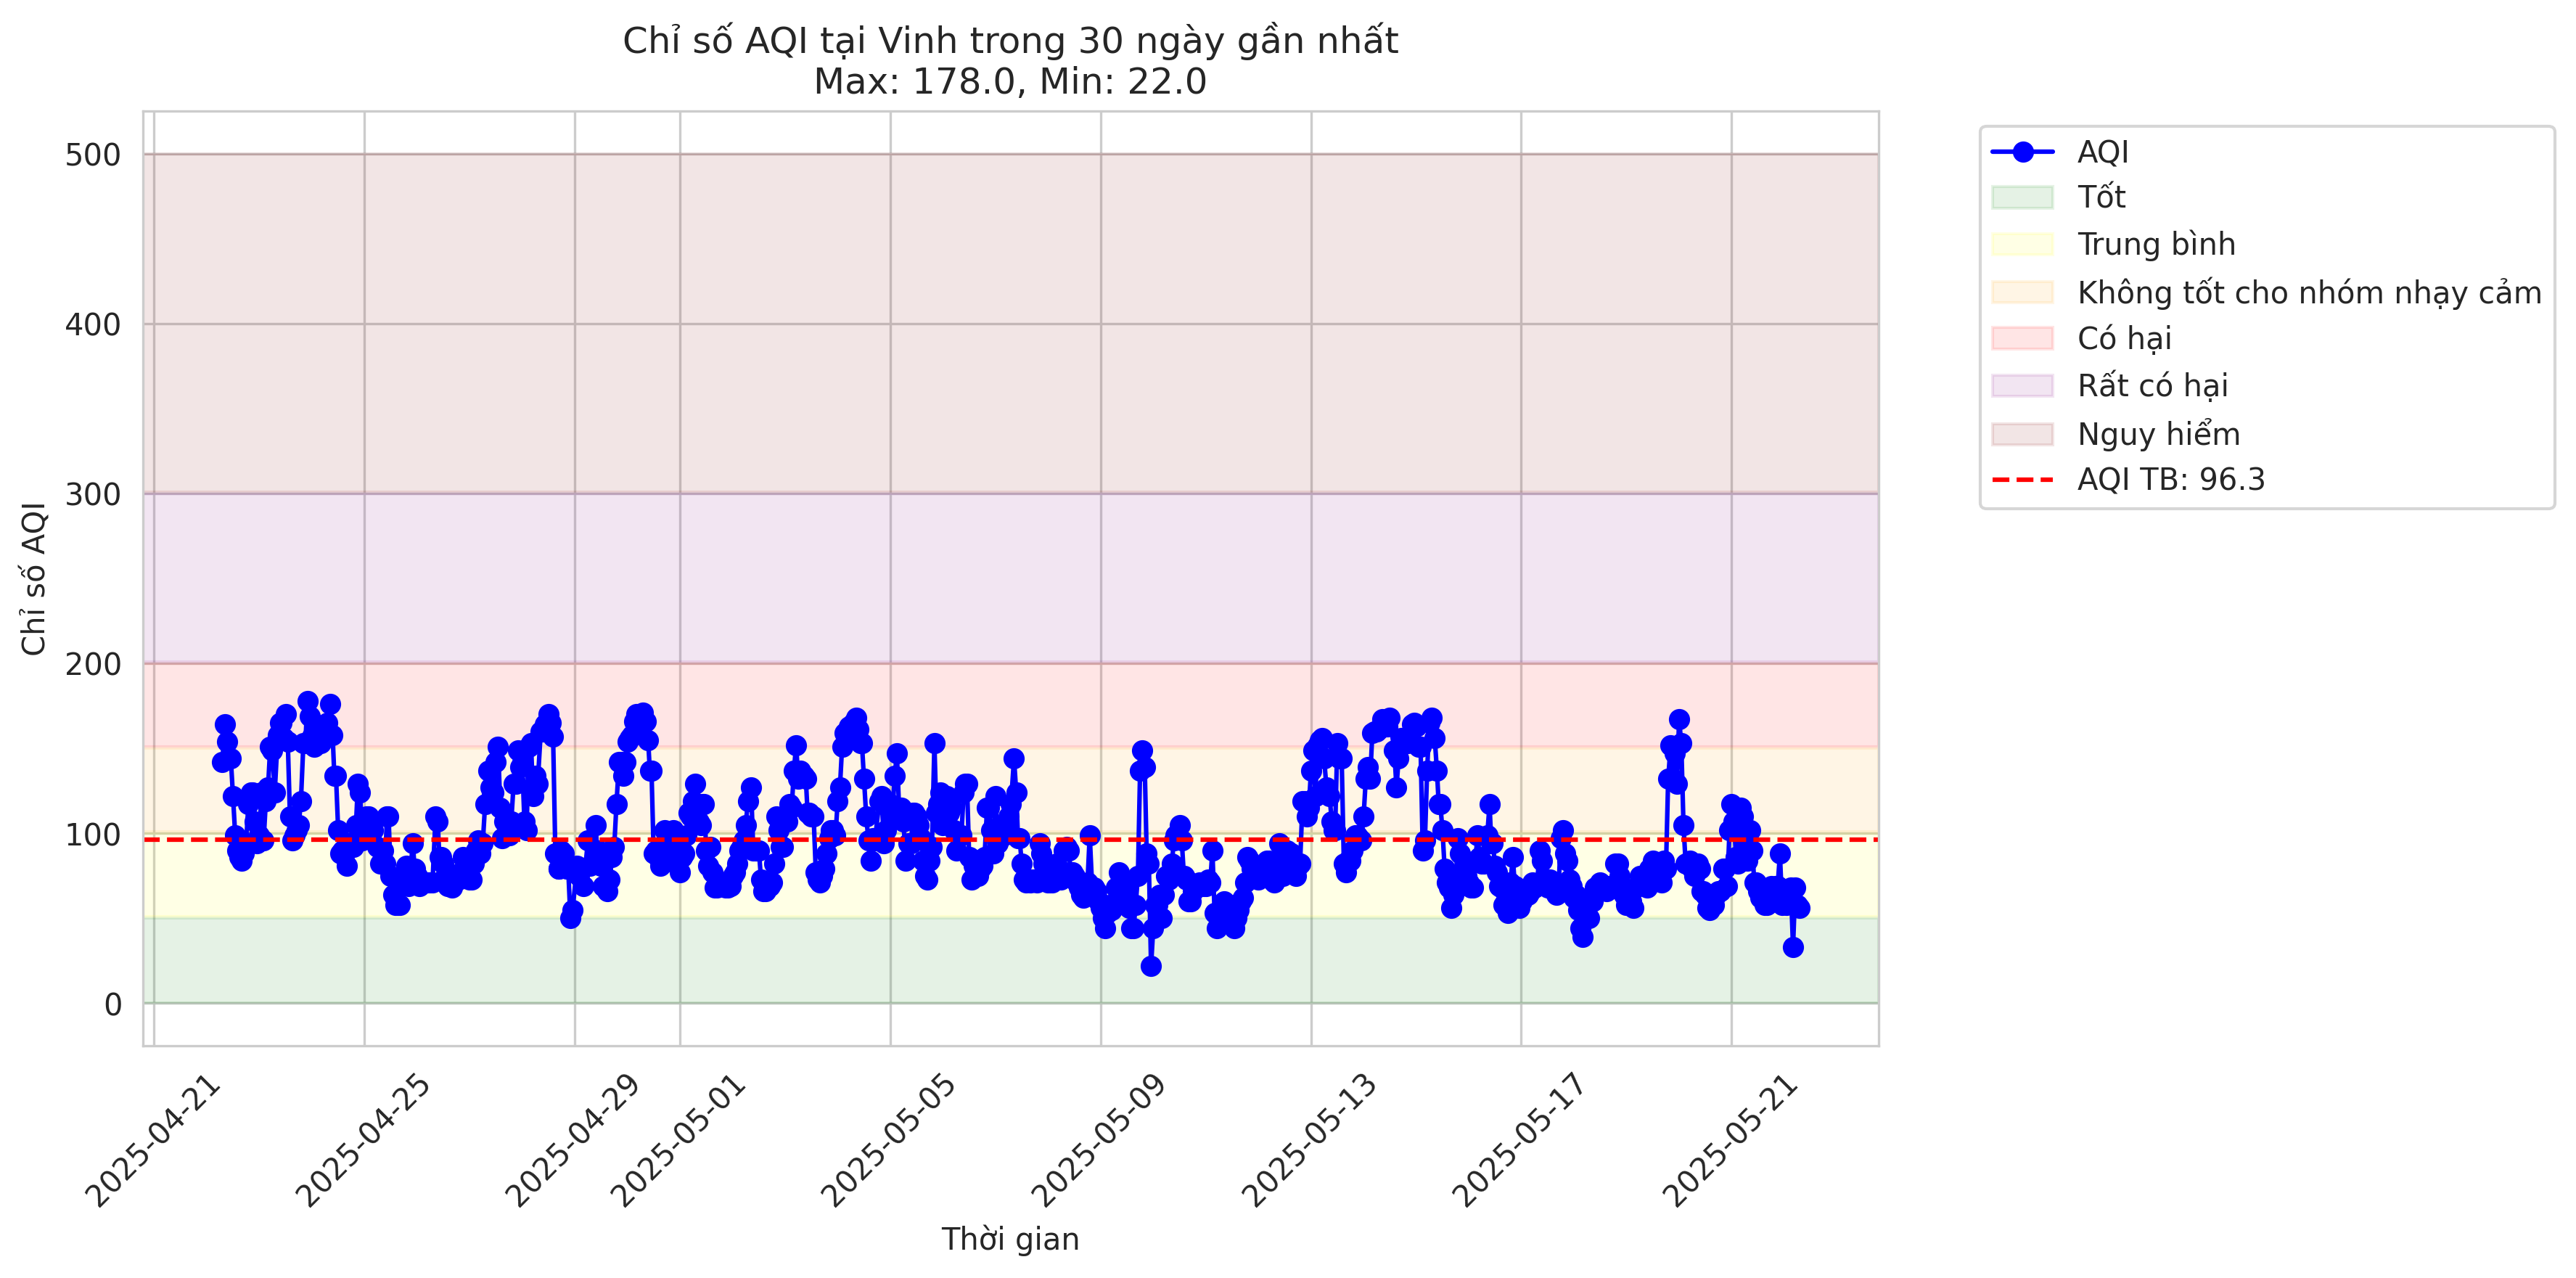 Chỉ số AQI tại Vinh trong 30 ngày gần nhất
Max: 178.0, Min: 22.0
Chỉ số AQI
500
400
300
200
100
0
2025-04-21
2025-04-25
2025-04-29
2025-05-01
2025-05-05
2025-05-09
2025-05-13
2025-05-17
2025-05-21
Thời gian
AQI
Tốt
Trung bình
Không tốt cho nhóm nhạy cảm
Có hại
Rất có hại
Nguy hiểm
AQI TB: 96.3